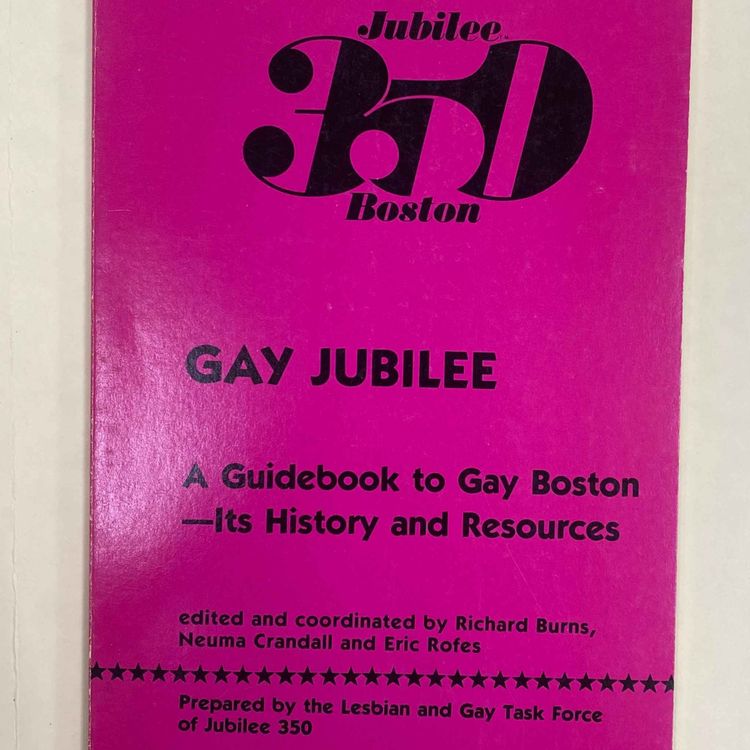 Jubilee
350
Boston
GAY JUBILEE
A Guidebook to Gay Boston
—Its History and Resources
edited and coordinated by Richard Burns,
Neuma Crandall and Eric Rofes
Prepared by the Lesbian and Gay Task Force
of Jubilee 350